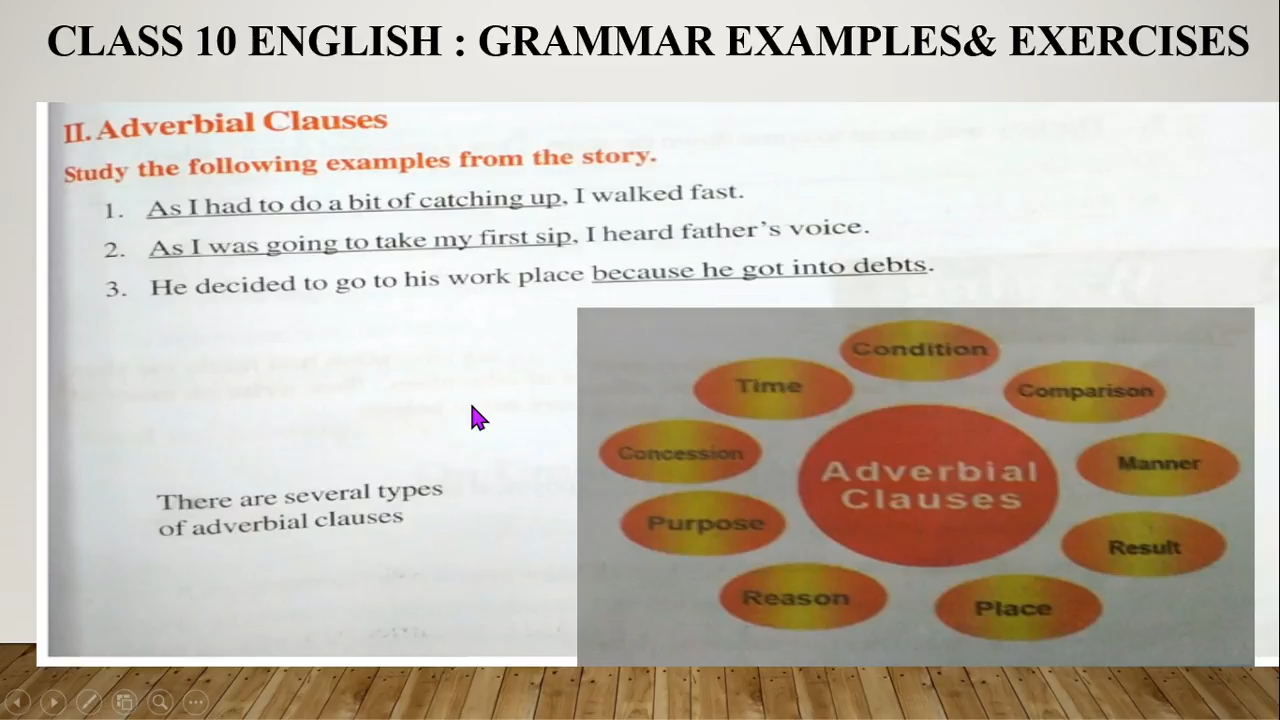 CLASS 10 ENGLISH : GRAMMAR EXAMPLES& EXERCISES
II. Adverbial Clauses
Study the following examples from the story.
1. As I had to do a bit of catching up, I walked fast.
2. As I was going to take my first sip, I heard father's voice.
3. He decided to go to his work place because he got into debts.
There are several types
of adverbial clauses
Condition
Time
Comparison
Concession
Adverbial
Clauses
Manner
Purpose
Result
Reason
Place